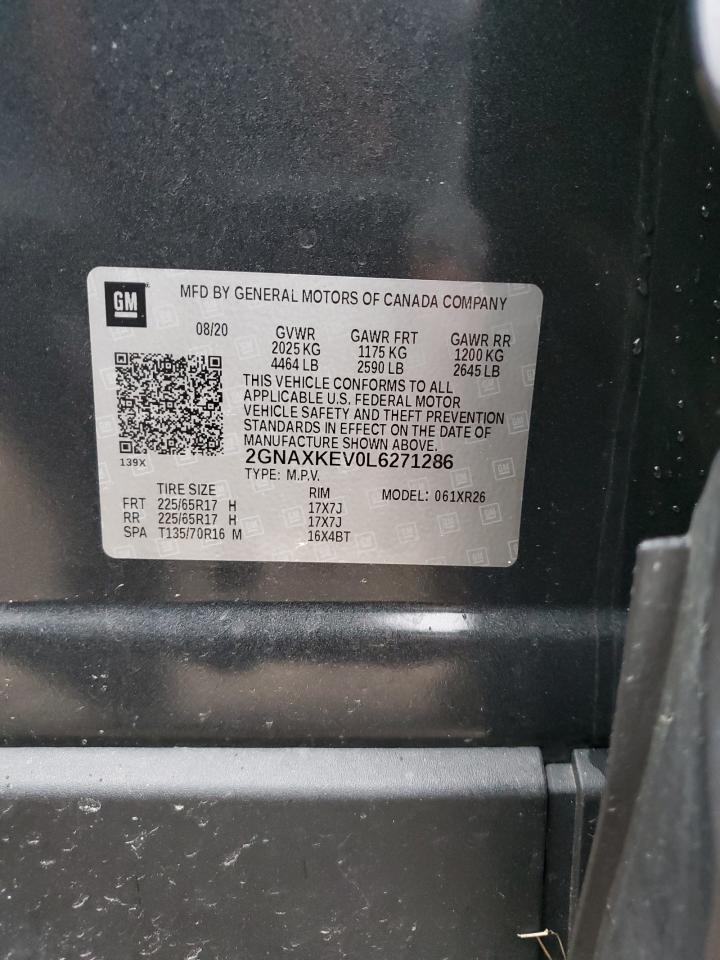 GM
MFD BY GENERAL MOTORS OF CANADA COMPANY
08/20
GVWR GAWR FRT GAWR RR
2025 KG 1175 KG 1200 KG
4464 LB 2590 LB 2645 LB
THIS VEHICLE CONFORMS TO ALL
APPLICABLE U.S. FEDERAL MOTOR
VEHICLE SAFETY AND THEFT PREVENTION
STANDARDS IN EFFECT ON THE DATE OF
MANUFACTURE SHOWN ABOVE.
139X
2GNAXKEV0L6271286
TYPE: M.P.V.
TIRE SIZE RIM MODEL: 061XR26
FRT 225/65R17 H 17X7J
RR 225/65R17 H 17X7J
SPA T135/70R16 M 16X4BT